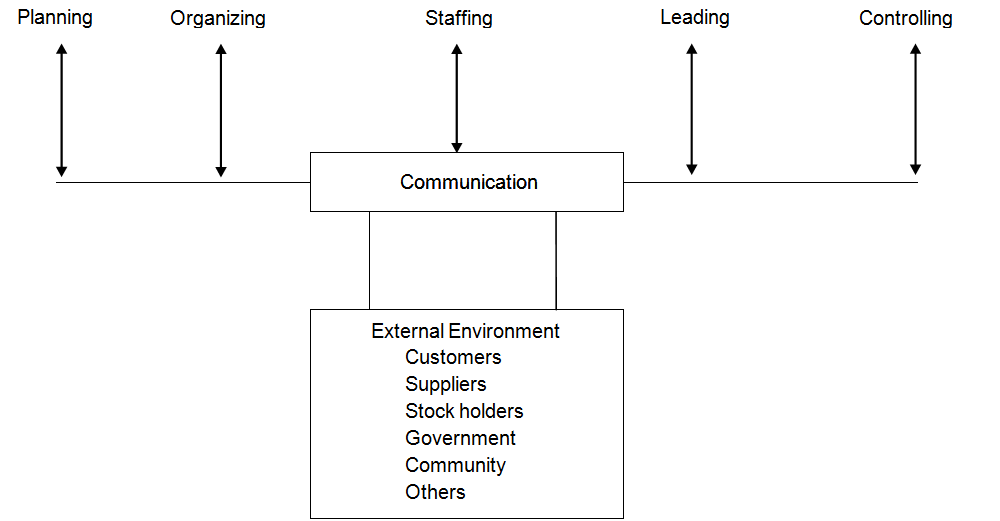 Planning Organizing Staffing Leading Controlling
Communication
External Environment
Customers
Suppliers
Stock holders
Government
Community
Others